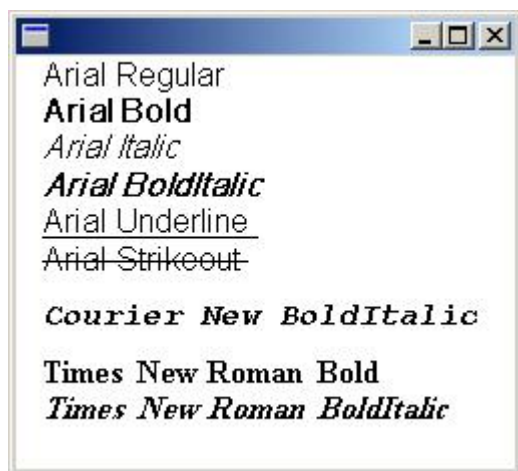 Arial Regular
Arial Bold
Arial Italic
Arial BoldItalic
Arial Underline
Arial Strikeout
Courier New BoldItalic
Times New Roman Bold
Times New Roman BoldItalic